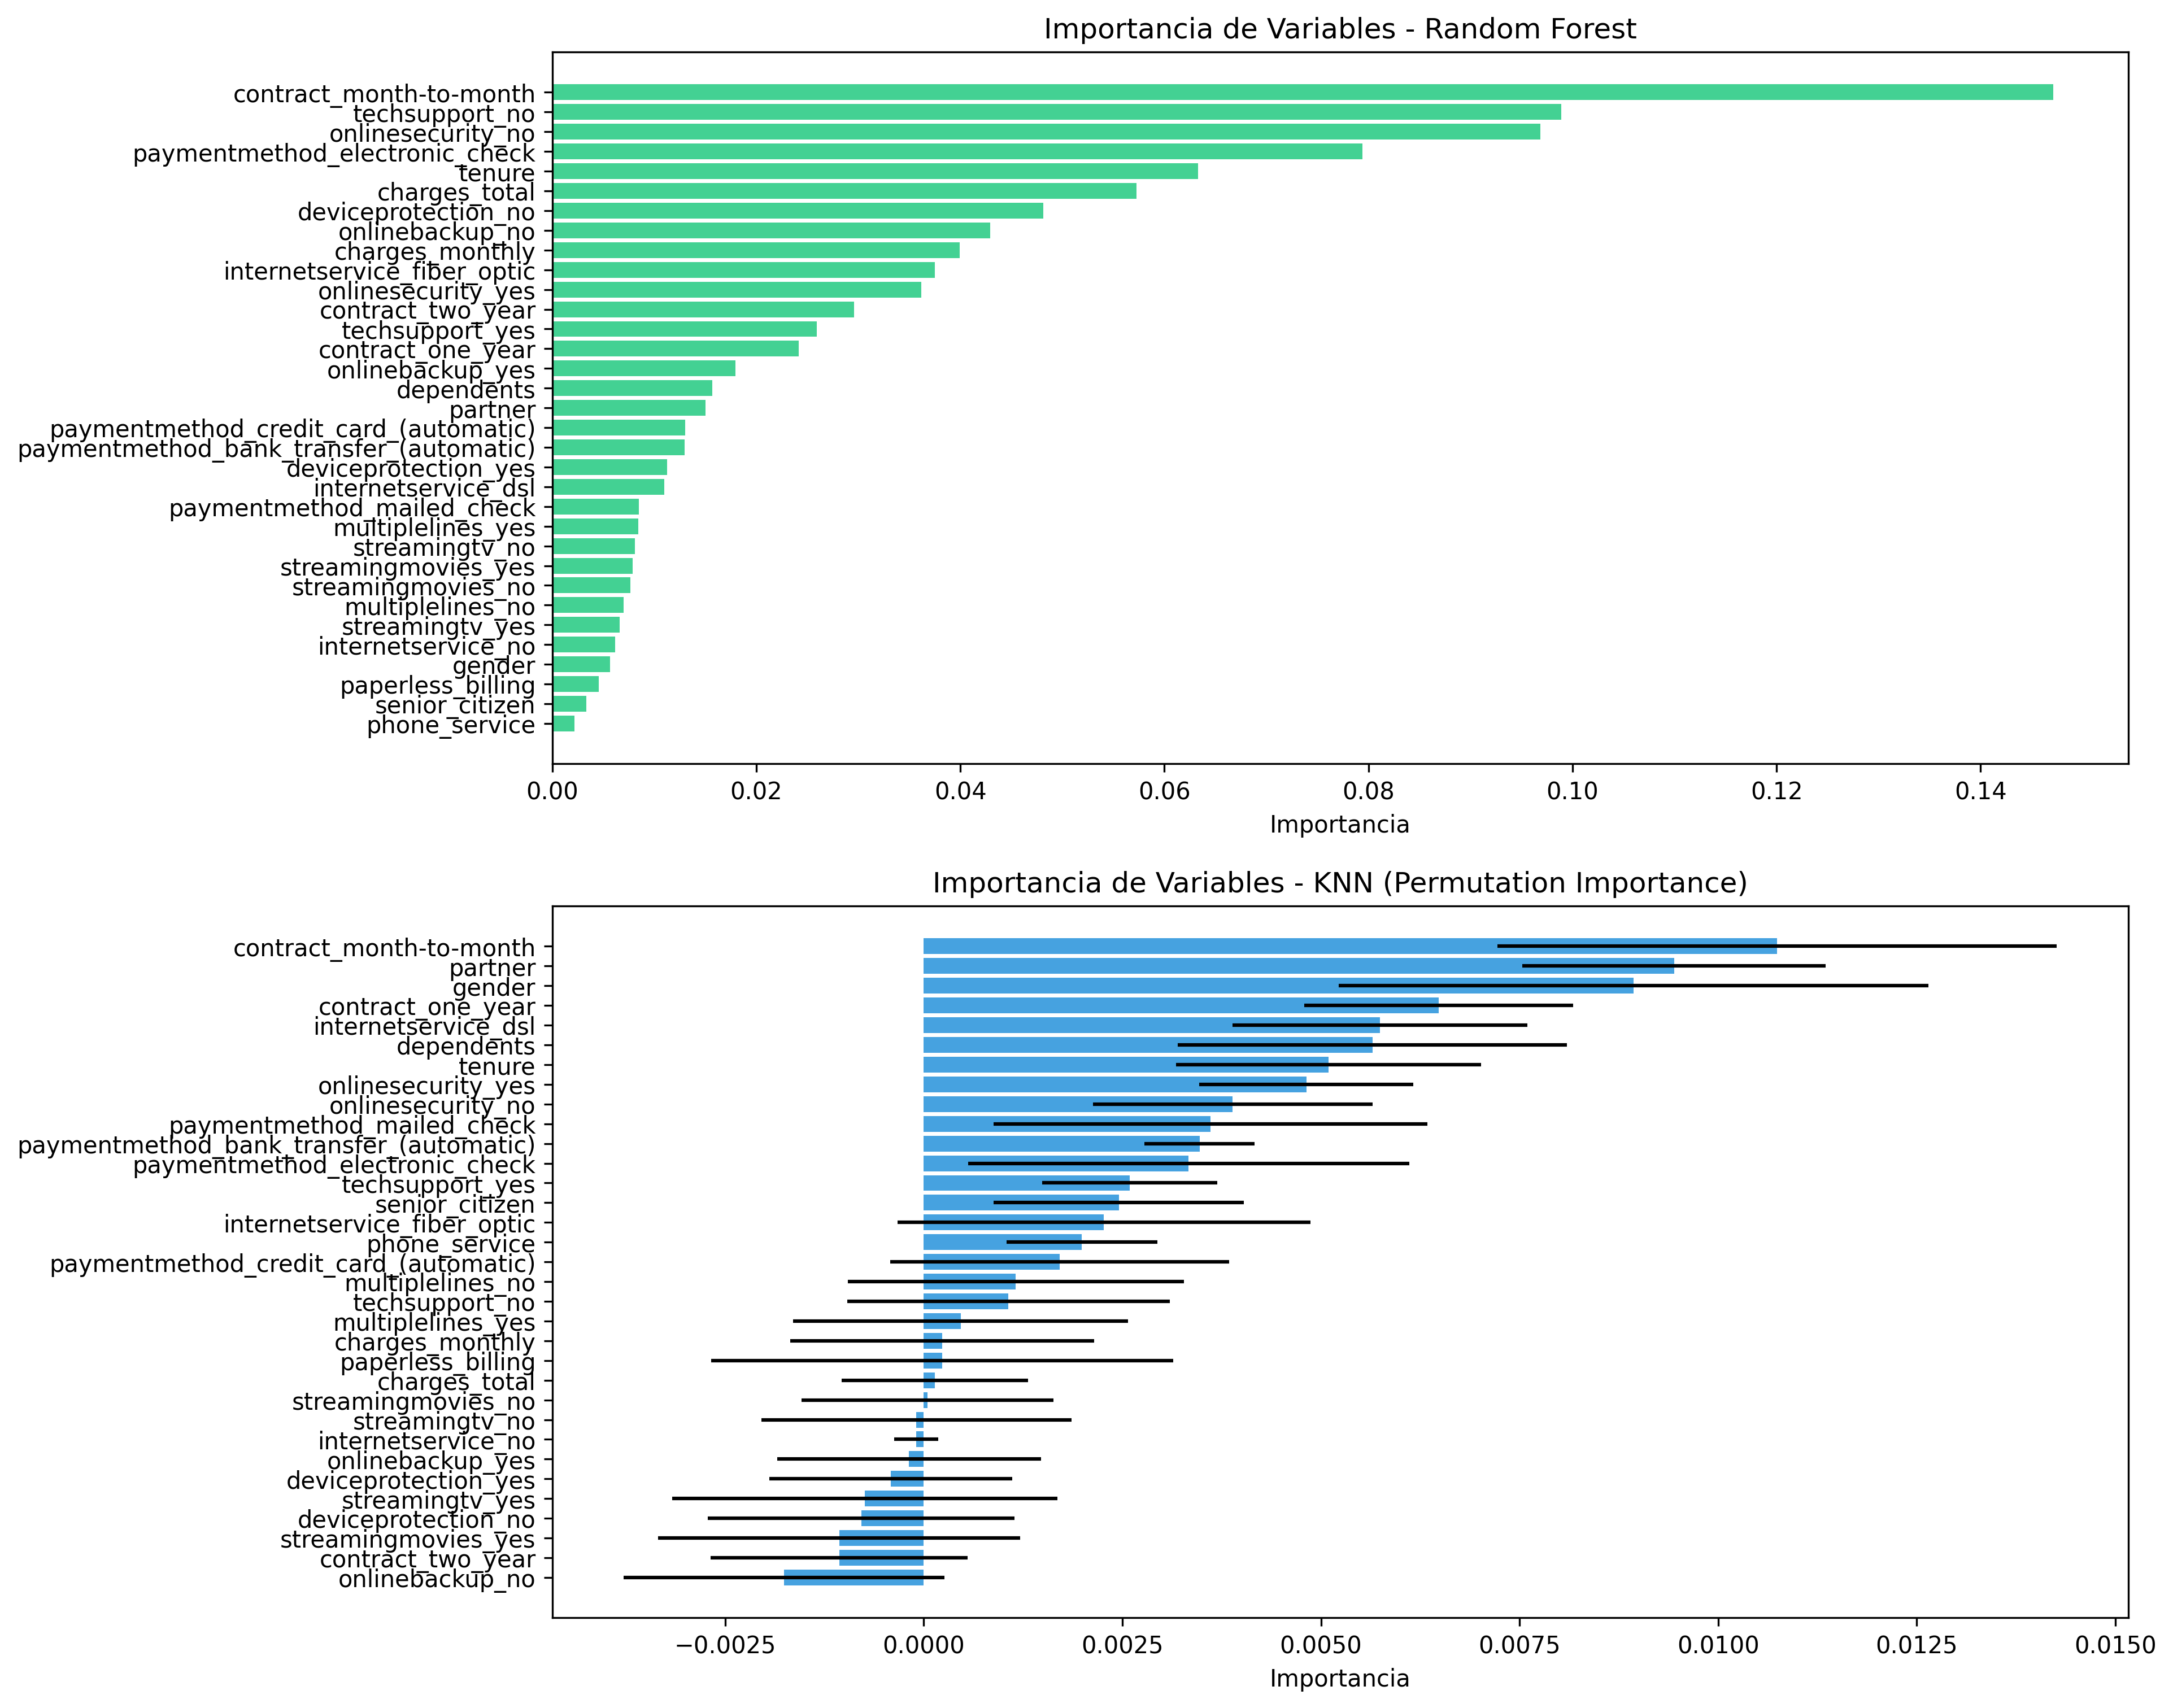 Importancia de Variables - Random Forest
contract_month-to-month
techsupport_no
onlinesecurity_no
paymentmethod_electronic_check
tenure
charges_total
deviceprotection_no
onlinebackup_no
charges_monthly
internetservice_fiber_optic
onlinesecurity_yes
contract_two_year
techsupport_yes
contract_one_year
onlinebackup_yes
dependents
partner
paymentmethod_credit_card_(automatic)
paymentmethod_bank_transfer_(automatic)
deviceprotection_yes
internetservice_dsl
paymentmethod_mailed_check
multiplelines_yes
streamingtv_no
streamingmovies_yes
streamingmovies_no
multiplelines_no
streamingtv_yes
internetservice_no
gender
paperless_billing
senior_citizen
phone_service
0.00 0.02 0.04 0.06 0.08 0.10 0.12 0.14
Importancia
Importancia de Variables - KNN (Permutation Importance)
contract_month-to-month
partner
gender
contract_one_year
internetservice_dsl
dependents
tenure
onlinesecurity_yes
onlinesecurity_no
paymentmethod_mailed_check
paymentmethod_bank_transfer_(automatic)
paymentmethod_electronic_check
techsupport_yes
senior_citizen
internetservice_fiber_optic
phone_service
paymentmethod_credit_card_(automatic)
multiplelines_no
techsupport_no
multiplelines_yes
charges_monthly
paperless_billing
charges_total
streamingmovies_no
streamingtv_no
internetservice_no
onlinebackup_yes
deviceprotection_yes
streamingtv_yes
deviceprotection_no
streamingmovies_yes
contract_two_year
onlinebackup_no
−0.0025 0.0000 0.0025 0.0050 0.0075 0.0100 0.0125 0.0150
Importancia